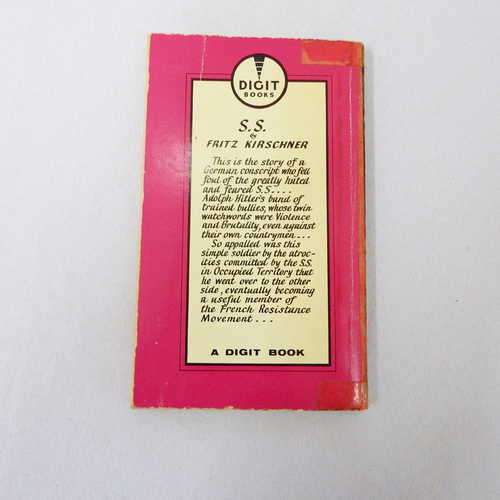 DIGIT
BOOKS
S.S.
by
FRITZ KIRSCHNER
This is the story of a
German conscript who fell
foul of the greatly hated
and feared S.S....
Adolph Hitler's band of
trained bullies, whose twin
watchwords were Violence
and Brutality, even against
their own countrymen...
So appalled was this
simple soldier by the atroc-
ities committed by the S.S.
in Occupied Territory that
he went over to the other
side, eventually becoming
a useful member of
the French Resistance
Movement...
A DIGIT BOOK